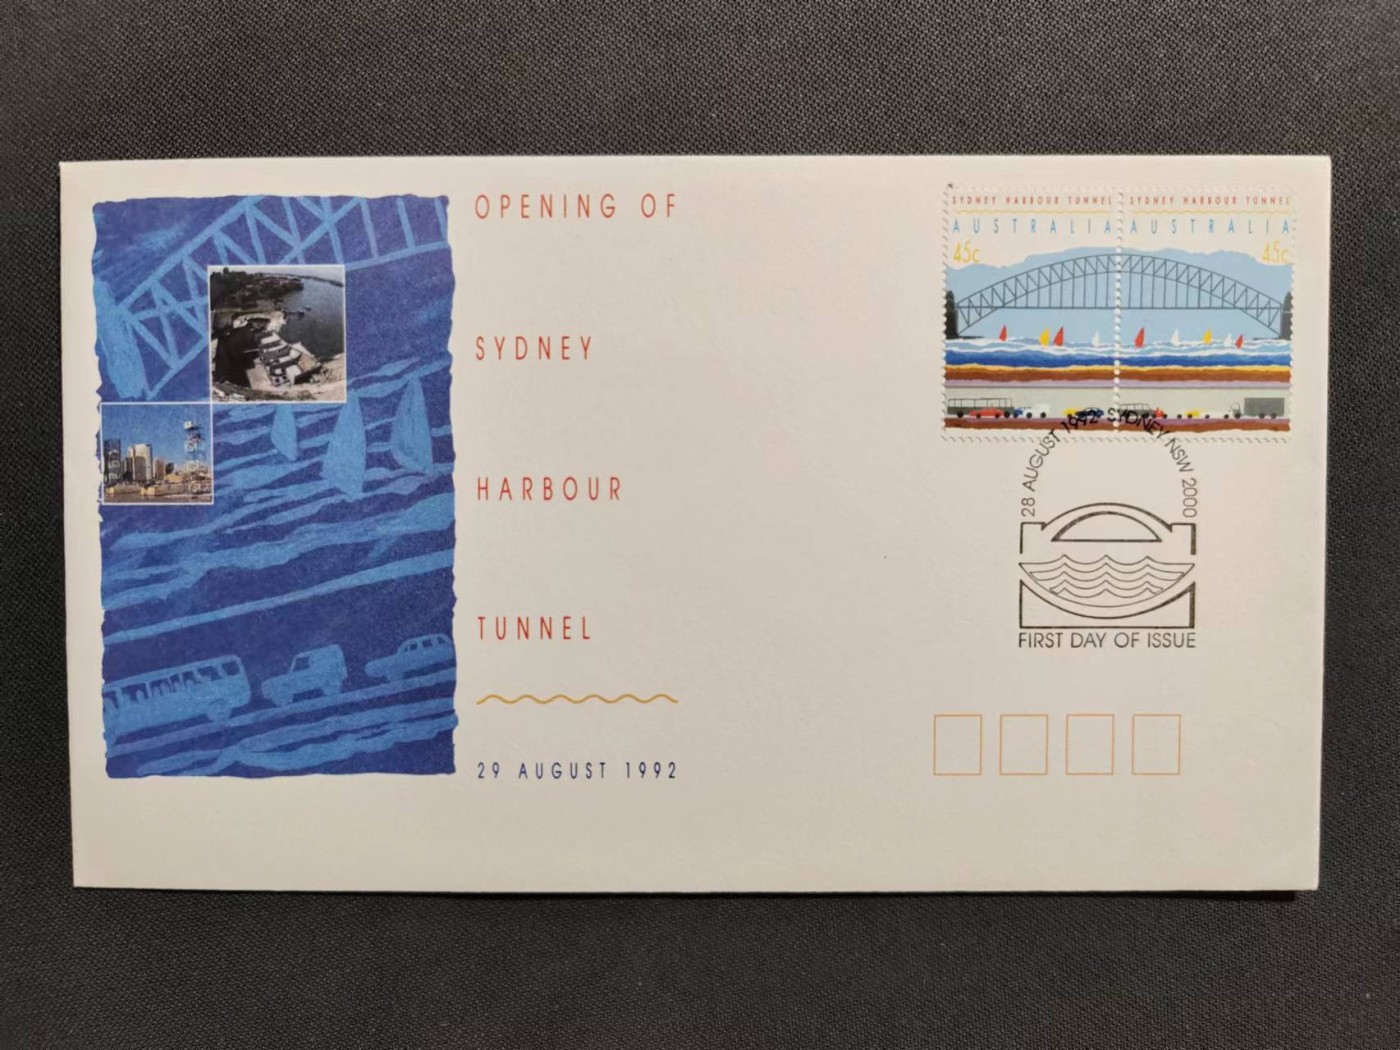 OPENING OF
SYDNEY
HARBOUR
TUNNEL
29 AUGUST 1992
SYDNEY HARBOUR TUNNEL
AUSTRALIA
45c
SYDNEY HARBOUR TUNNEL
AUSTRALIA
45c
28 AUGUST 1992 SYDNEY NSW 2000
FIRST DAY OF ISSUE